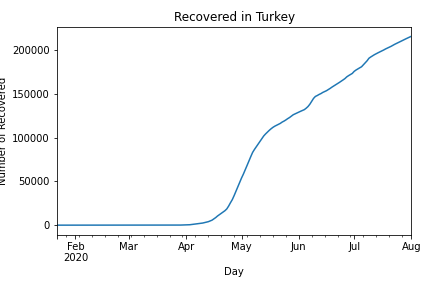 Recovered in Turkey
Number of Recovered
200000
150000
100000
50000
0
Feb Mar Apr May Jun Jul Aug
2020
Day